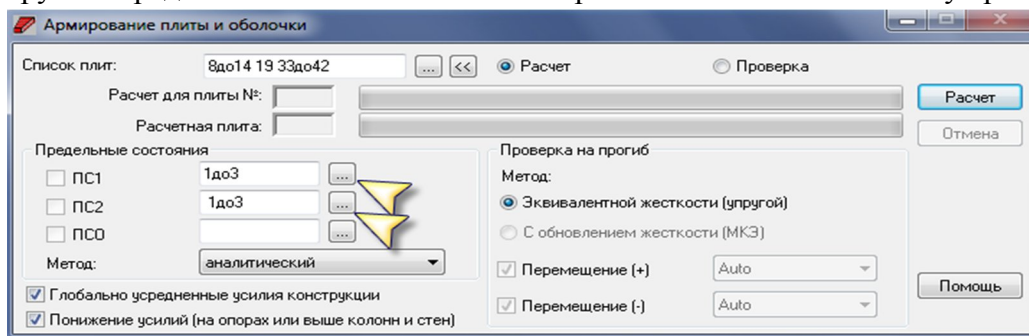 Армирование плиты и оболочки
Список плит: 8до14 19 33до42 ... << Расчет Проверка
Расчет для плиты №: Расчет
Расчетная плита: Отмена
Предельные состояния Проверка на прогиб
ПС1 1до3 ... Метод:
ПС2 1до3 ... Эквивалентной жесткости (упругой)
ПСО ... С обновлением жесткости (МКЭ)
Метод: аналитический Перемещение (+) Auto
Глобально усредненные усилия конструкции Помощь
Понижение усилий (на опорах или выше колонн и стен) Перемещение (-) Auto